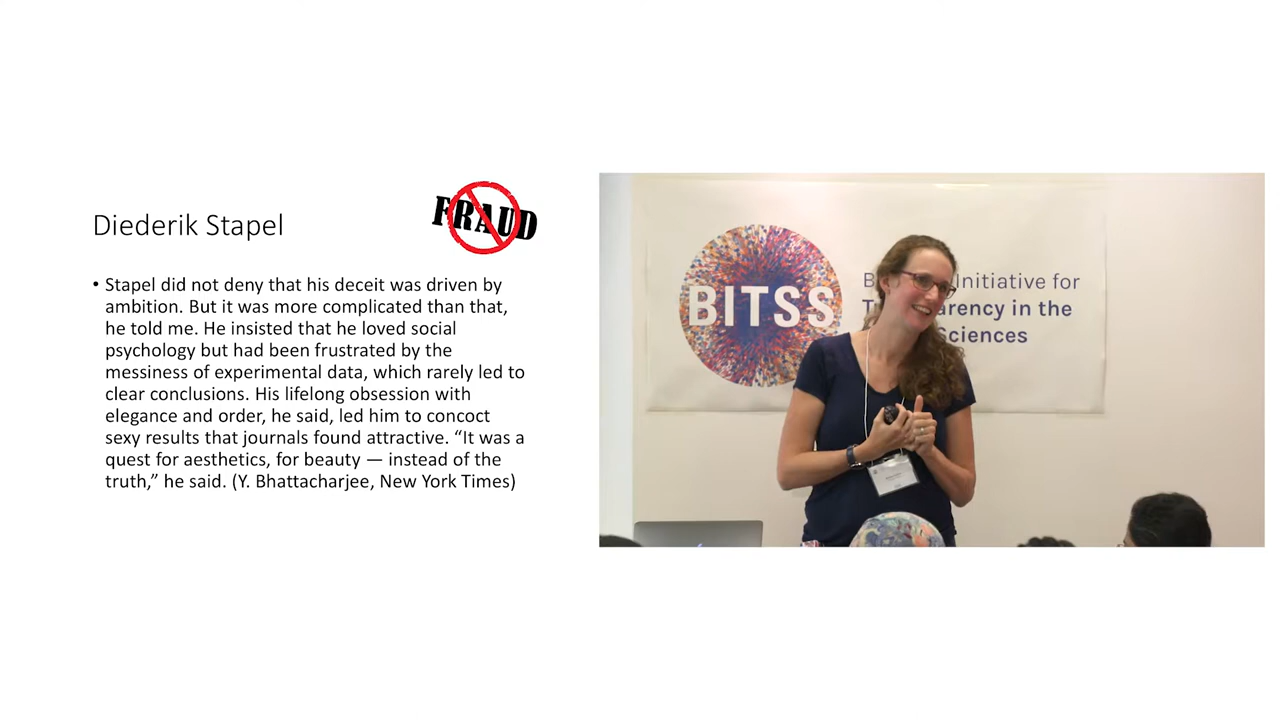 Diederik Stapel
FRAUD
• Stapel did not deny that his deceit was driven by
ambition. But it was more complicated than that,
he told me. He insisted that he loved social
psychology but had been frustrated by the
messiness of experimental data, which rarely led to
clear conclusions. His lifelong obsession with
elegance and order, he said, led him to concoct
sexy results that journals found attractive. “It was a
quest for aesthetics, for beauty — instead of the
truth,” he said. (Y. Bhattacharjee, New York Times)
BITSS
Initiative for
in the
Sciences